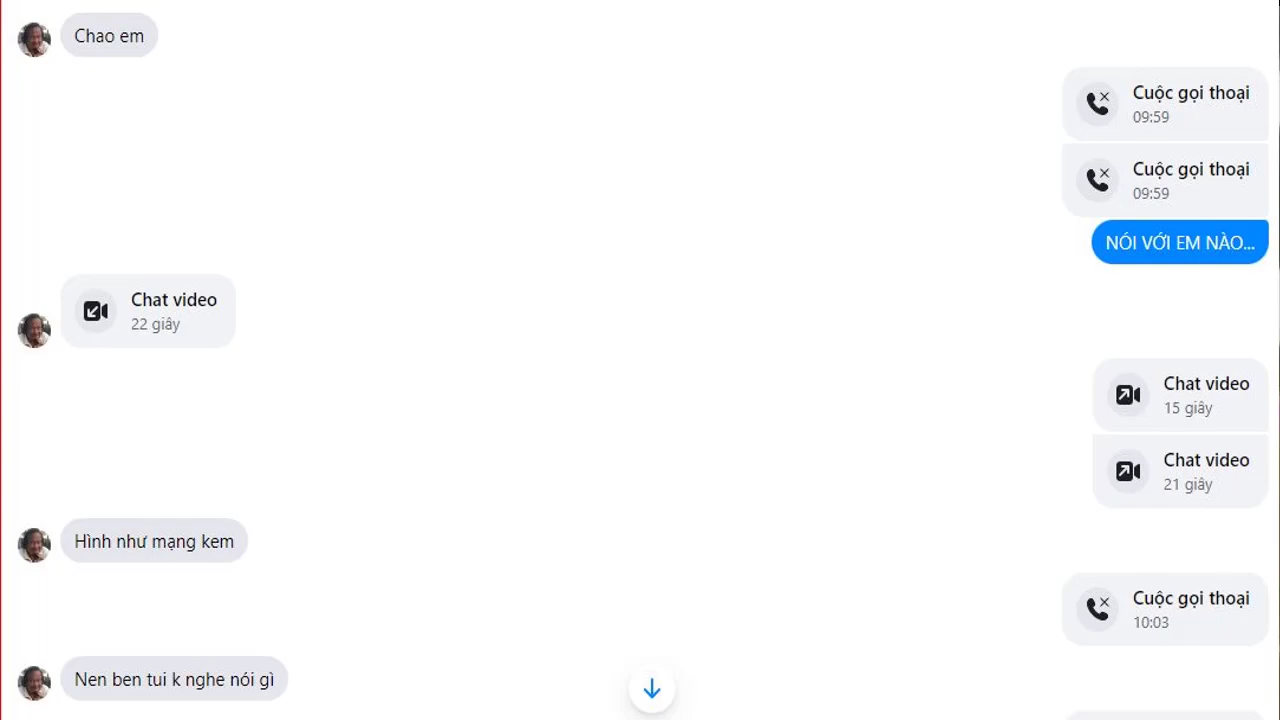 Chao em
Cuộc gọi thoại
09:59
Cuộc gọi thoại
09:59
NÓI VỚI EM NÀO...
Chat video
22 giây
Chat video
15 giây
Chat video
21 giây
Hình như mạng kem
Cuộc gọi thoại
10:03
Nen ben tui k nghe nói gì